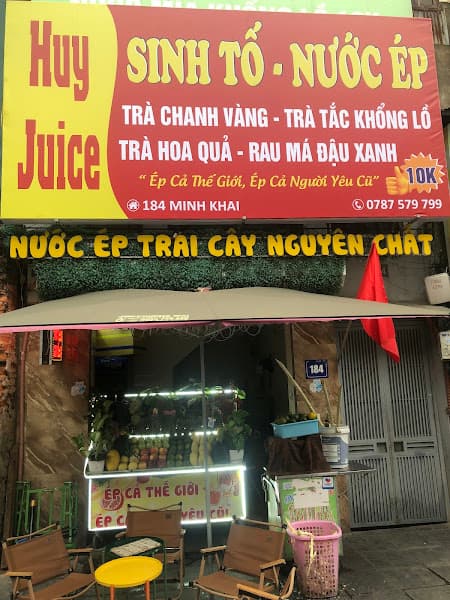 Huy
Juice
SINH TỐ - NƯỚC ÉP
TRÀ CHANH VÀNG - TRÀ TẮC KHỔNG LỒ
TRÀ HOA QUẢ - RAU MÁ ĐẬU XANH
“ Ép Cả Thế Giới, Ép Cả Người Yêu Cũ”
10K
184 MINH KHAI
0787 579 799
NƯỚC ÉP TRÁI CÂY NGUYÊN CHẤT
184
ÉP CẢ THẾ GIỚI
ÉP CẢ NGƯỜI YÊU CŨ